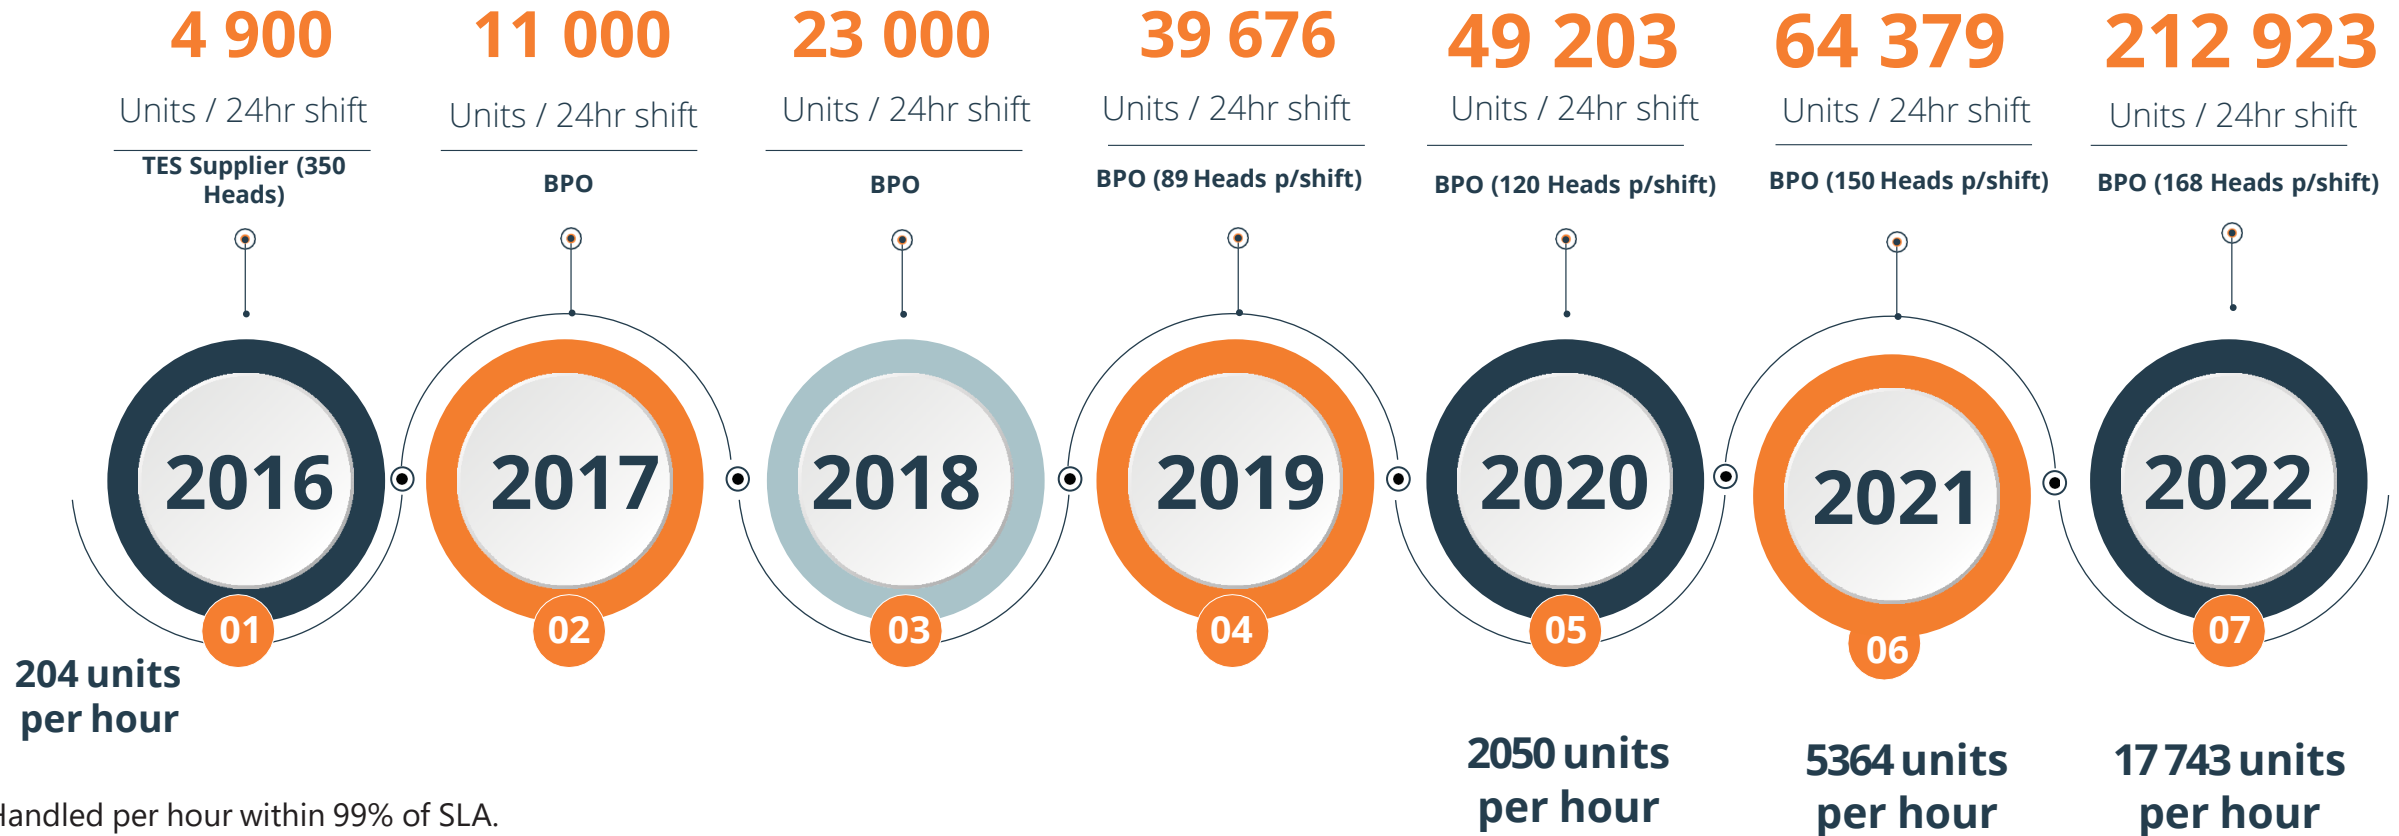 4 900
Units / 24hr shift
TES Supplier (350
Heads)
11 000
Units / 24hr shift
BPO
23 000
Units / 24hr shift
BPO
39 676
Units / 24hr shift
BPO (89 Heads p/shift)
49 203
Units / 24hr shift
BPO (120 Heads p/shift)
64 379
Units / 24hr shift
BPO (150 Heads p/shift)
212 923
Units / 24hr shift
BPO (168 Heads p/shift)
2016
01
2017
02
2018
03
2019
04
2020
05
2021
06
2022
07
204 units
per hour
2050 units
per hour
5364 units
per hour
17 743 units
per hour
Handled per hour within 99% of SLA.